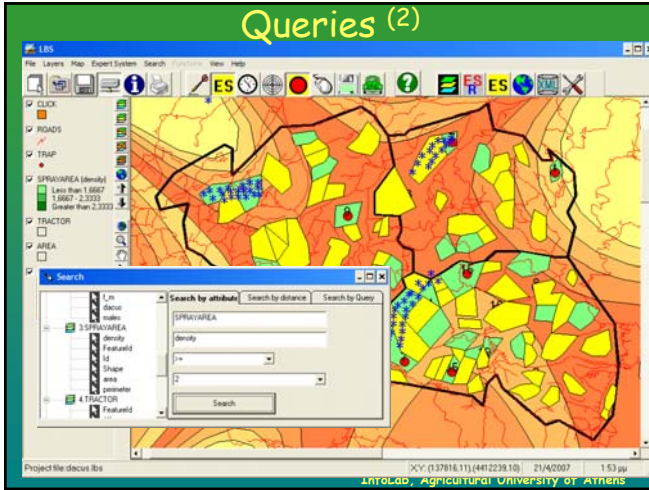 Queries (2)
LBS
File Layers Map Expert System Search Functions View Help
ES
ES R
ES
XML
CLICK
ROADS
TRAP
SPRAYAREA (density)
Less than 1,6667
1,6667 - 2,3333
Greater than 2,3333
TRACTOR
AREA
Search
f_m
dacus
males
3:SPRAYAREA
density
FeatureId
Id
Shape
area
perimeter
4:TRACTOR
FeatureId
Search by attribute
Search by distance
Search by Query
SPRAYAREA
density
>=
2
Search
Project file:dacus.lbs
X:Y: (137816,11),(4412239,10)
21/4/2007
1:53 μμ
InfoLab, Agricultural University of Athens